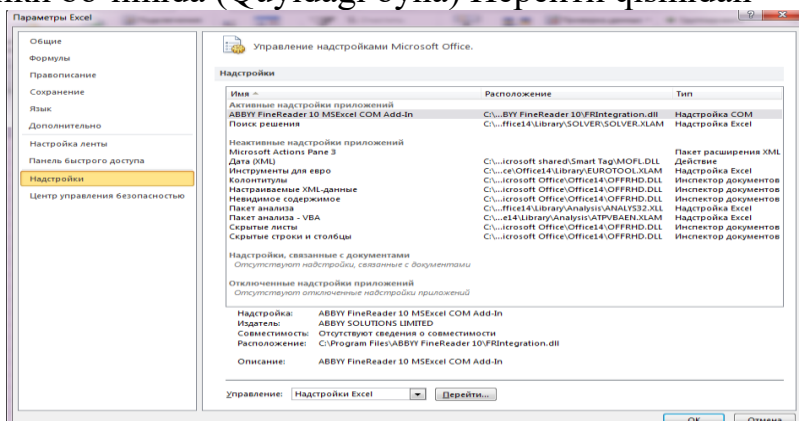 (Quyidagi
qismidan
Параметры Excel
Общие
Формулы
Правописание
Сохранение
Язык
Дополнительно
Настройка ленты
Панель быстрого доступа
Надстройки
Центр управления безопасностью
Управление надстройками Microsoft Office.
Надстройки
Имя Расположение Тип
Активные надстройки приложений
ABBYY FineReader 10 MSExcel COM Add-In C:\...BYY FineReader 10\FRIntegration.dll Надстройка COM
Поиск решения C:\...ffice14\Library\SOLVER\SOLVER.XLAM Надстройка Excel
Неактивные надстройки приложений
Microsoft Actions Pane 3 Пакет расширения XML
Дата (XML) C:\...icrosoft shared\Smart Tag\MOFL.DLL Действие
Инструменты для евро C:\...ce\Office14\Library\EUROTOOL.XLAM Надстройка Excel
Колонтитулы C:\...icrosoft Office\Office14\OFFRHD.DLL Инспектор документов
Настраиваемые XML-данные C:\...icrosoft Office\Office14\OFFRHD.DLL Инспектор документов
Невидимое содержимое C:\...icrosoft Office\Office14\OFFRHD.DLL Инспектор документов
Пакет анализа C:\...ffice14\Library\Analysis\ANALYS32.XLL Надстройка Excel
Пакет анализа - VBA C:\...e14\Library\Analysis\ATPVBAEN.XLAM Надстройка Excel
Скрытые листы C:\...icrosoft Office\Office14\OFFRHD.DLL Инспектор документов
Скрытые строки и столбцы C:\...icrosoft Office\Office14\OFFRHD.DLL Инспектор документов
Надстройки, связанные с документами
Отсутствуют надстройки, связанные с документами
Отключенные надстройки приложений
Отсутствуют отключенные надстройки приложений
Надстройка: ABBYY FineReader 10 MSExcel COM Add-In
Издатель: ABBYY SOLUTIONS LIMITED
Совместимость: Отсутствуют сведения о совместимости
Расположение: C:\Program Files\ABBYY FineReader 10\FRIntegration.dll
Описание: ABBYY FineReader 10 MSExcel COM Add-In
Управление: Надстройки Excel Перейти...
ОК Отмена